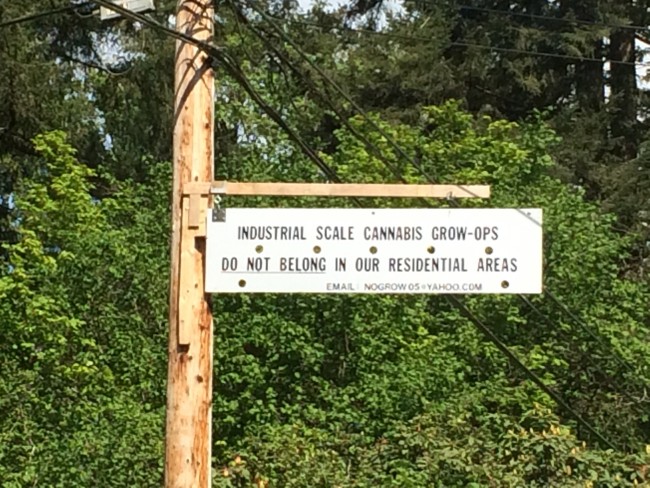 INDUSTRIAL SCALE CANNABIS GROW-OPS
DO NOT BELONG IN OUR RESIDENTIAL AREAS
EMAIL: NOGROW05@YAHOO.COM